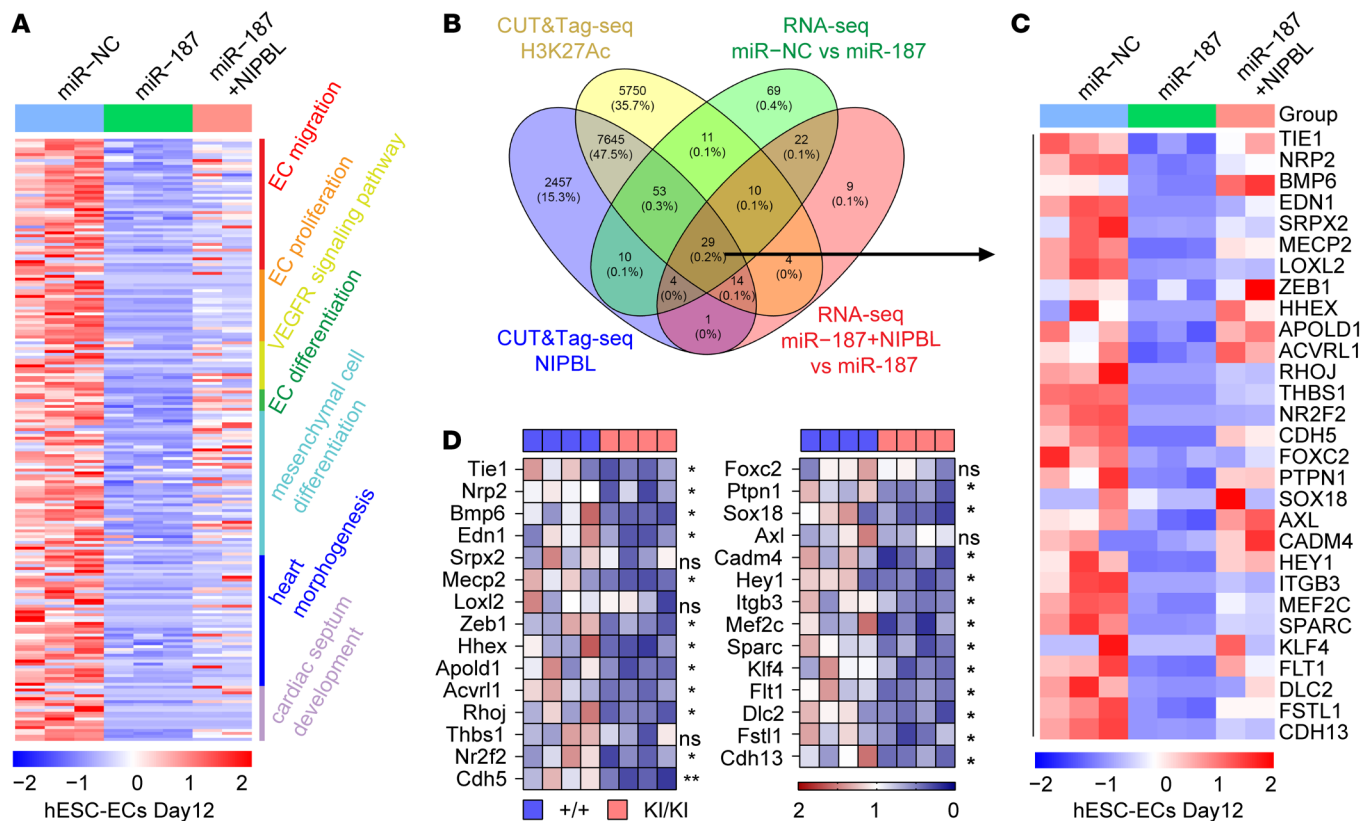 A
miR−NC
miR−187
miR−187
+NIPBL
EC migration
EC proliferation
VEGFR signaling pathway
EC differentiation
mesenchymal cell
differentiation
heart
morphogenesis
cardiac septum
development
−2 −1 0 1 2
hESC-ECs Day12
B
CUT&Tag-seq
H3K27Ac
RNA-seq
miR−NC vs miR-187
5750
(35.7%)
69
(0.4%)
7645
(47.5%)
11
(0.1%)
22
(0.1%)
2457
(15.3%)
53
(0.3%)
10
(0.1%)
9
(0.1%)
29
(0.2%)
10
(0.1%)
4
(0%)
4
(0%)
14
(0.1%)
1
(0%)
CUT&Tag-seq
NIPBL
RNA-seq
miR−187+NIPBL
vs miR-187
C
miR−NC
miR−187
miR−187
+NIPBL
Group
TIE1
NRP2
BMP6
EDN1
SRPX2
MECP2
LOXL2
ZEB1
HHEX
APOLD1
ACVRL1
RHOJ
THBS1
NR2F2
CDH5
FOXC2
PTPN1
SOX18
AXL
CADM4
HEY1
ITGB3
MEF2C
SPARC
KLF4
FLT1
DLC2
FSTL1
CDH13
−2 −1 0 1 2
hESC-ECs Day12
D
Tie1 *
Nrp2 *
Bmp6 *
Edn1 *
Srpx2 ns
Mecp2 *
Loxl2 ns
Zeb1 *
Hhex *
Apold1 *
Acvrl1 *
Rhoj *
Thbs1 ns
Nr2f2 *
Cdh5 **
+/+ KI/KI
Foxc2 ns
Ptpn1 *
Sox18 *
Axl ns
Cadm4 *
Hey1 *
Itgb3 *
Mef2c *
Sparc *
Klf4 *
Flt1 *
Dlc2 *
Fstl1 *
Cdh13 *
2 1 0